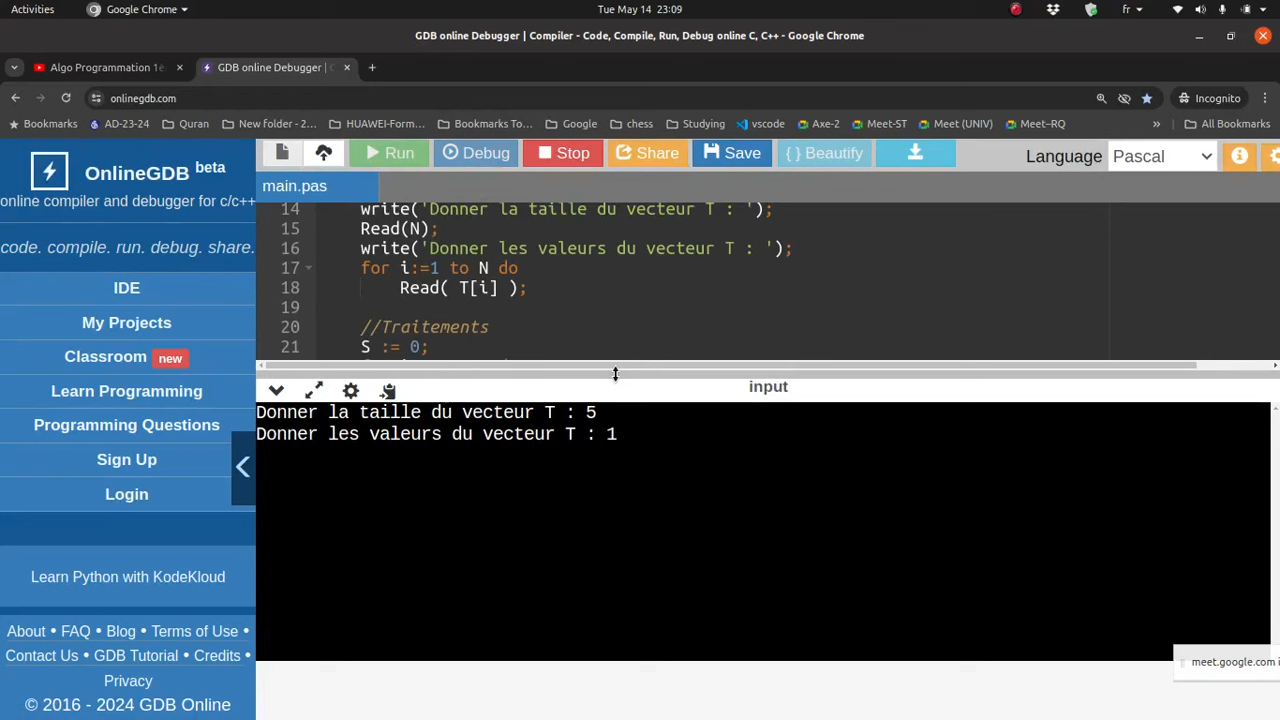 Activities Google Chrome Tue May 14 23:09 fr
GDB online Debugger | Compiler - Code, Compile, Run, Debug online C, C++ - Google Chrome
Algo Programmation 1è GDB online Debugger |
onlinegdb.com Incognito
Bookmarks AD-23-24 Quran New folder - 2... HUAWEI-Form... Bookmarks To... Google chess Studying vscode Axe-2 Meet-ST Meet (UNIV) Meet–RQ » All Bookmarks
OnlineGDB beta
online compiler and debugger for c/c++
code. compile. run. debug. share.
IDE
My Projects
Classroom new
Learn Programming
Programming Questions
Sign Up
Login
Learn Python with KodeKloud
About • FAQ • Blog • Terms of Use •
Contact Us • GDB Tutorial • Credits •
Privacy
© 2016 - 2024 GDB Online
Run Debug Stop Share Save { } Beautify Language Pascal
main.pas
14 write('Donner la taille du vecteur T : ');
15 Read(N);
16 write('Donner les valeurs du vecteur T : ');
17 for i:=1 to N do
18 Read( T[i] );
19
20 //Traitements
21 S := 0;
input
Donner la taille du vecteur T : 5
Donner les valeurs du vecteur T : 1
meet.google.com i